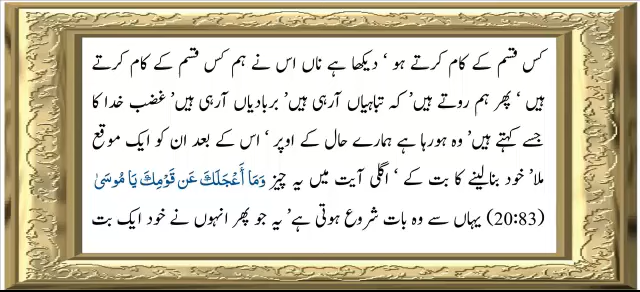 کس قسم کے کام کرتے ہو ‘ دیکھا ہے ناں اس نے ہم کس قسم کے کام کرتے
ہیں ‘ پھر ہم روتے ہیں’ کہ تباہیاں آرہی ہیں’ بربادیاں آرہی ہیں’ غضب خدا کا
جسے کہتے ہیں’ وہ ہورہا ہے ہمارے حال کے اوپر ‘ اس کے بعد ان کو ایک موقع
ملا’ خود بنالینے کا بت کے ‘ اگلی آیت میں یہ چیز وَمَا أَعْجَلَكَ عَن قَوْمِكَ يَا مُوسَىٰ
(20:83) یہاں سے وہ بات شروع ہوتی ہے’ یہ جو پھر انہوں نے خود ایک بت